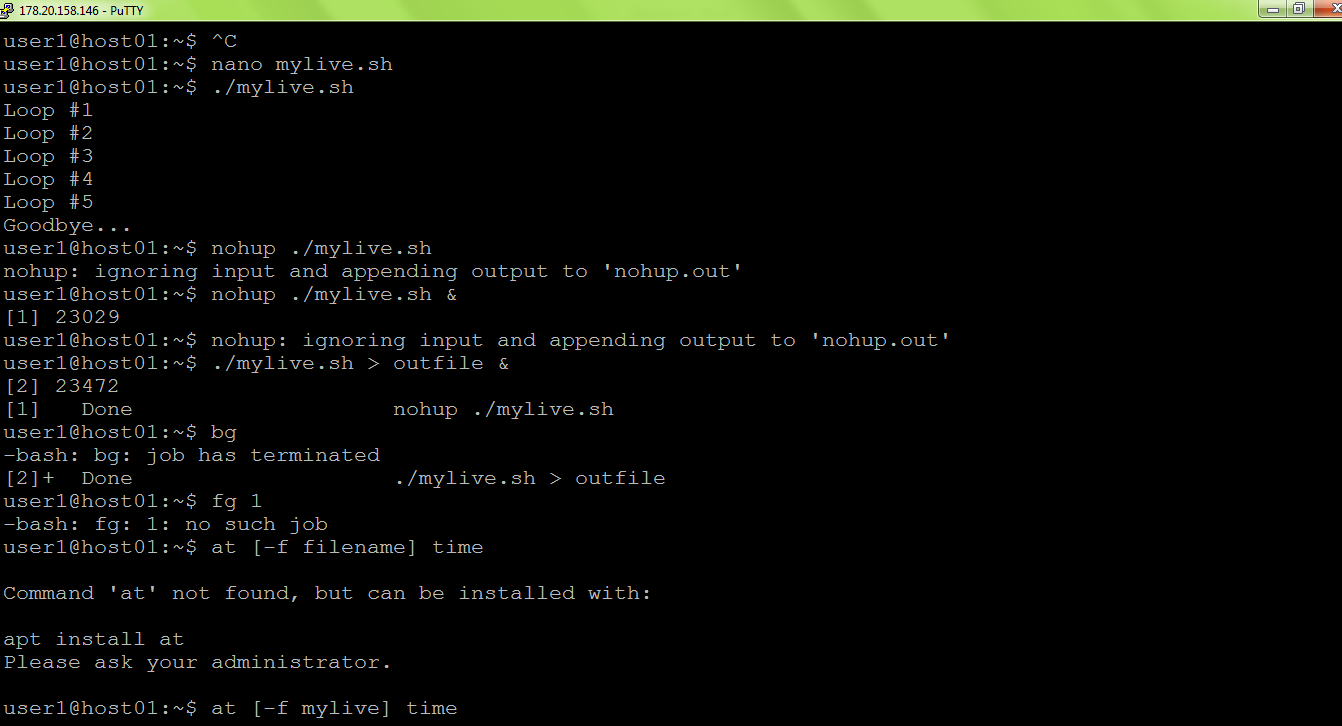 178.20.158.146 - PuTTY
user1@host01:~$ ^C
user1@host01:~$ nano mylive.sh
user1@host01:~$ ./mylive.sh
Loop #1
Loop #2
Loop #3
Loop #4
Loop #5
Goodbye...
user1@host01:~$ nohup ./mylive.sh
nohup: ignoring input and appending output to 'nohup.out'
user1@host01:~$ nohup ./mylive.sh &
[1] 23029
user1@host01:~$ nohup: ignoring input and appending output to 'nohup.out'
user1@host01:~$ ./mylive.sh > outfile &
[2] 23472
[1]   Done                    nohup ./mylive.sh
user1@host01:~$ bg
-bash: bg: job has terminated
[2]+  Done                    ./mylive.sh > outfile
user1@host01:~$ fg 1
-bash: fg: 1: no such job
user1@host01:~$ at [-f filename] time
Command 'at' not found, but can be installed with:
apt install at
Please ask your administrator.
user1@host01:~$ at [-f mylive] time